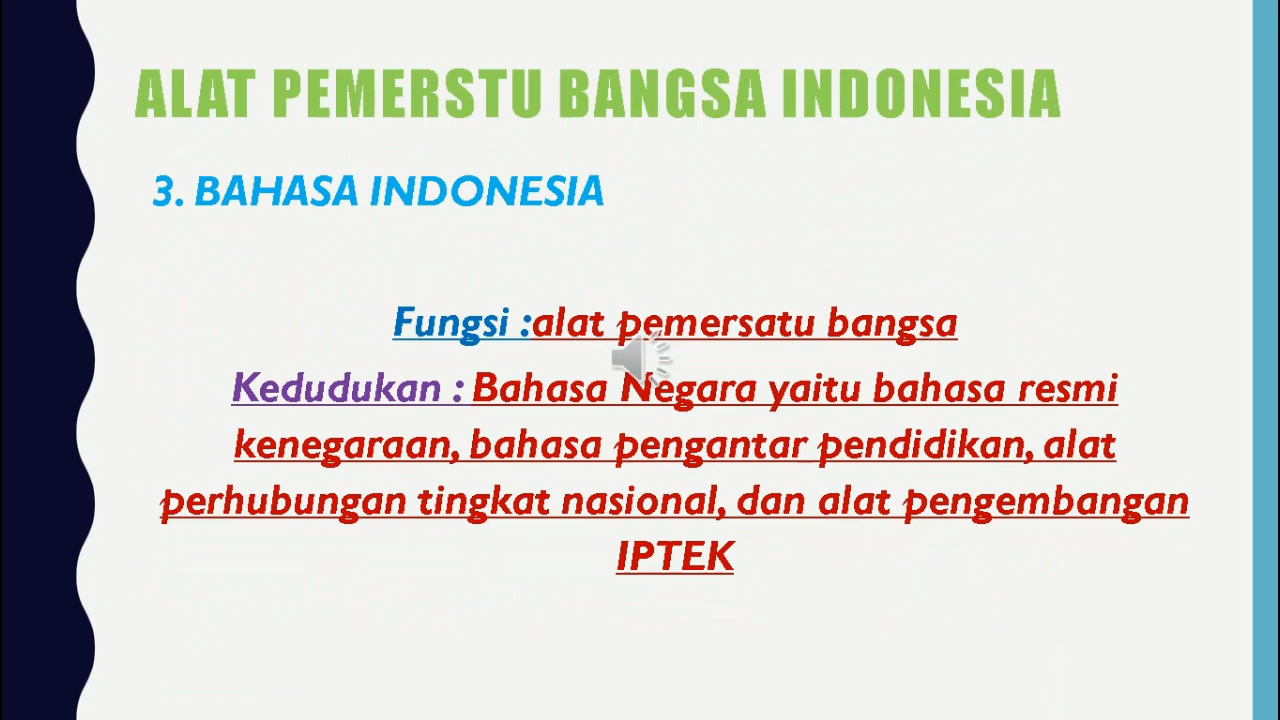 ALAT PEMERSTU BANGSA INDONESIA
3. BAHASA INDONESIA
Fungsi :alat pemersatu bangsa
Kedudukan : Bahasa Negara yaitu bahasa resmi
kenegaraan, bahasa pengantar pendidikan, alat
perhubungan tingkat nasional, dan alat pengembangan
IPTEK